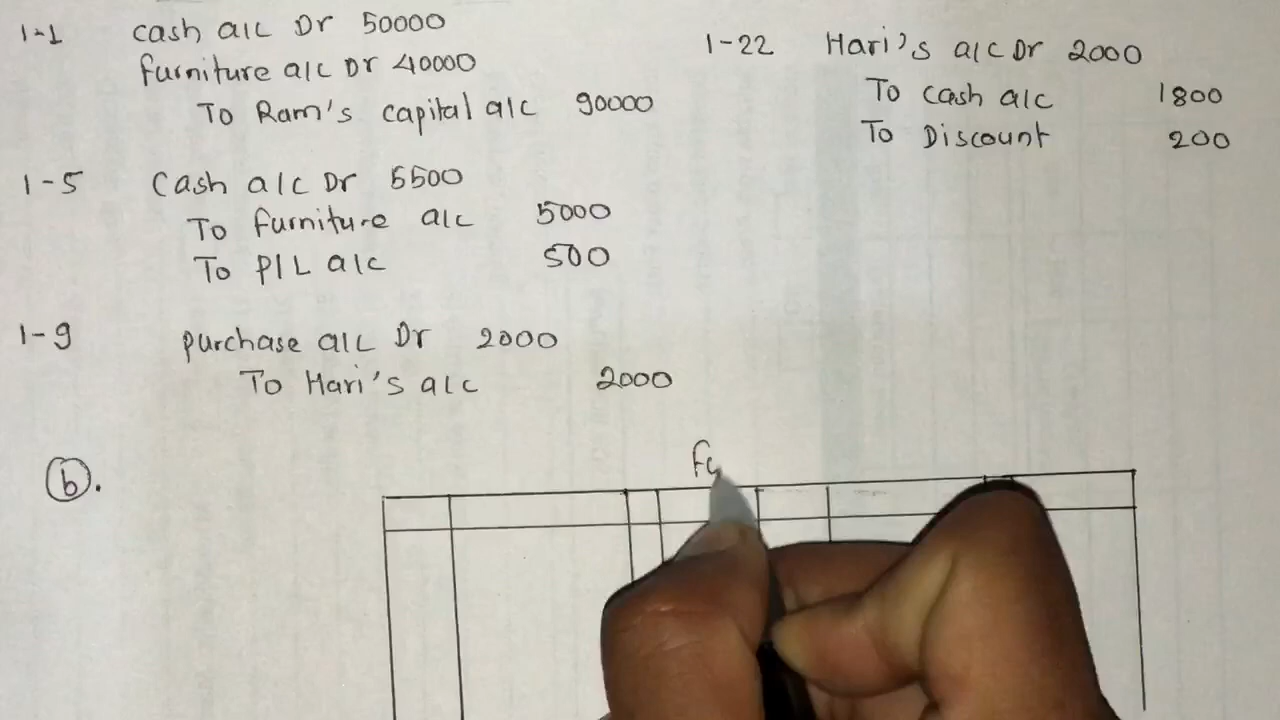 1-1 Cash a/c Dr 50000
Furniture a/c Dr 40000
To Ram's capital a/c 90000
1-5 Cash a/c Dr 5500
To furniture a/c 5000
To P/L a/c 500
1-9 Purchase a/c Dr 2000
To Hari's a/c 2000
1-22 Hari's a/c Dr 2000
To cash a/c 1800
To Discount 200
(b).